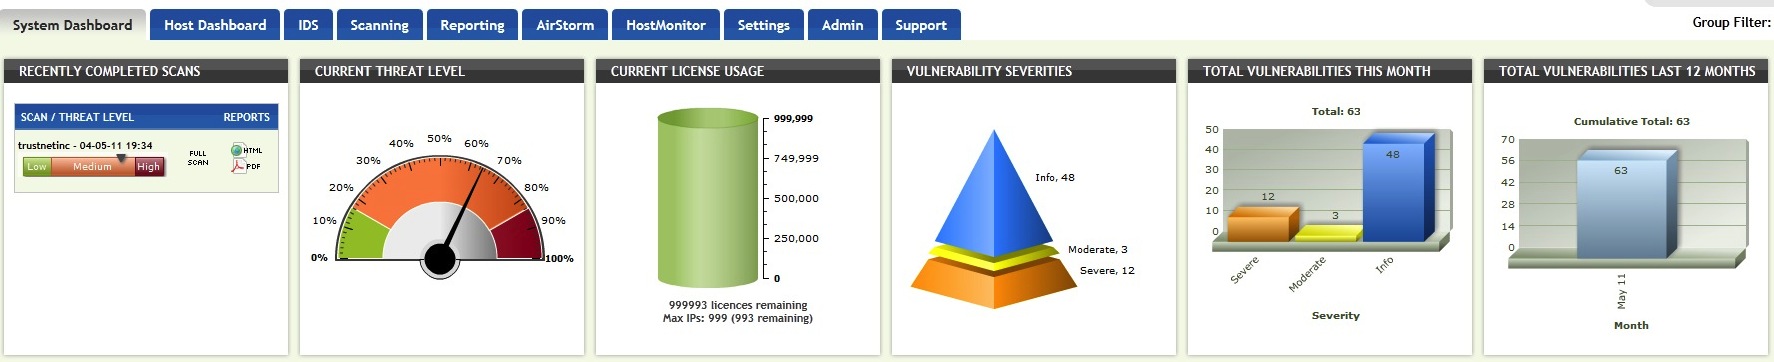 System Dashboard Host Dashboard IDS Scanning Reporting AirStorm HostMonitor Settings Admin Support Group Filter:
RECENTLY COMPLETED SCANS
SCAN / THREAT LEVEL REPORTS
trustnetinc - 04-05-11 19:34
Low Medium High
FULL
SCAN
HTML
PDF
CURRENT THREAT LEVEL
0% 10% 20% 30% 40% 50% 60% 70% 80% 90% 100%
CURRENT LICENSE USAGE
999,999
749,999
500,000
250,000
0
999993 licences remaining
Max IPs: 999 (993 remaining)
VULNERABILITY SEVERITIES
Info, 48
Moderate, 3
Severe, 12
TOTAL VULNERABILITIES THIS MONTH
Total: 63
50
40
30
20
10
0
12
3
48
Severe
Moderate
Info
Severity
TOTAL VULNERABILITIES LAST 12 MONTHS
Cumulative Total: 63
70
56
42
28
14
0
63
May 11
Month